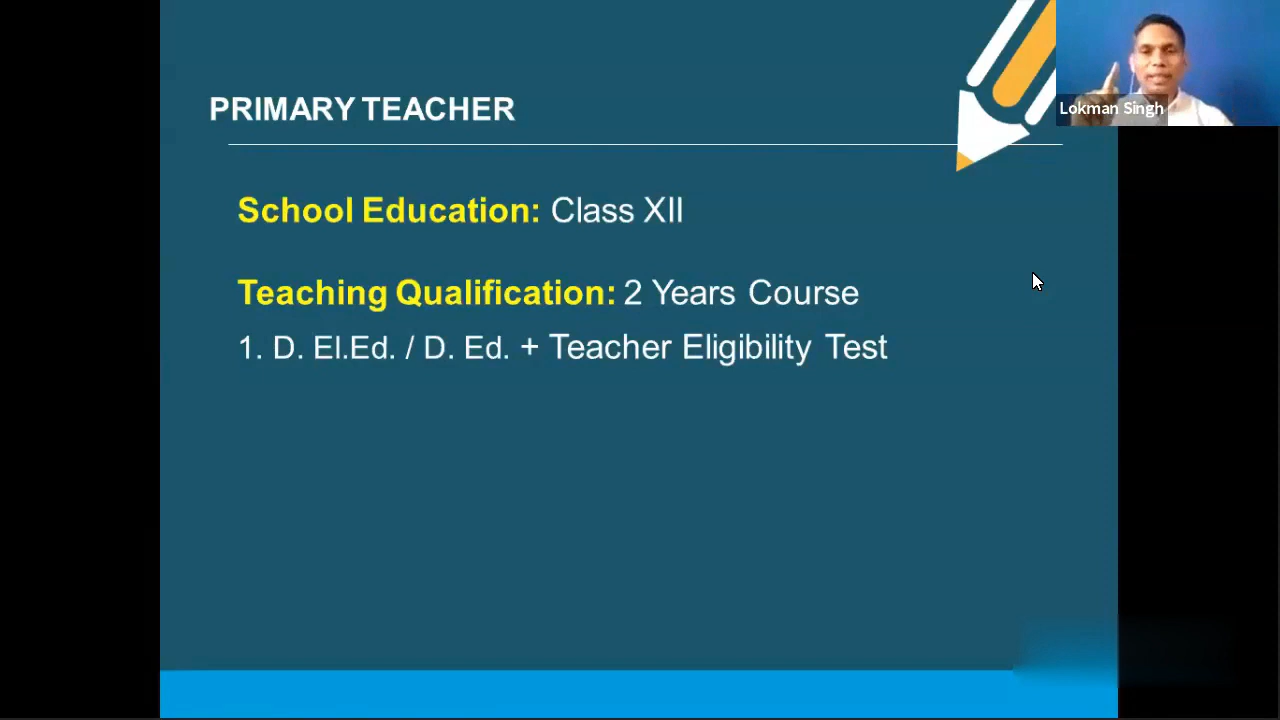 PRIMARY TEACHER
Lokman Singh
School Education: Class XII
Teaching Qualification: 2 Years Course
1. D. El.Ed. / D. Ed. + Teacher Eligibility Test